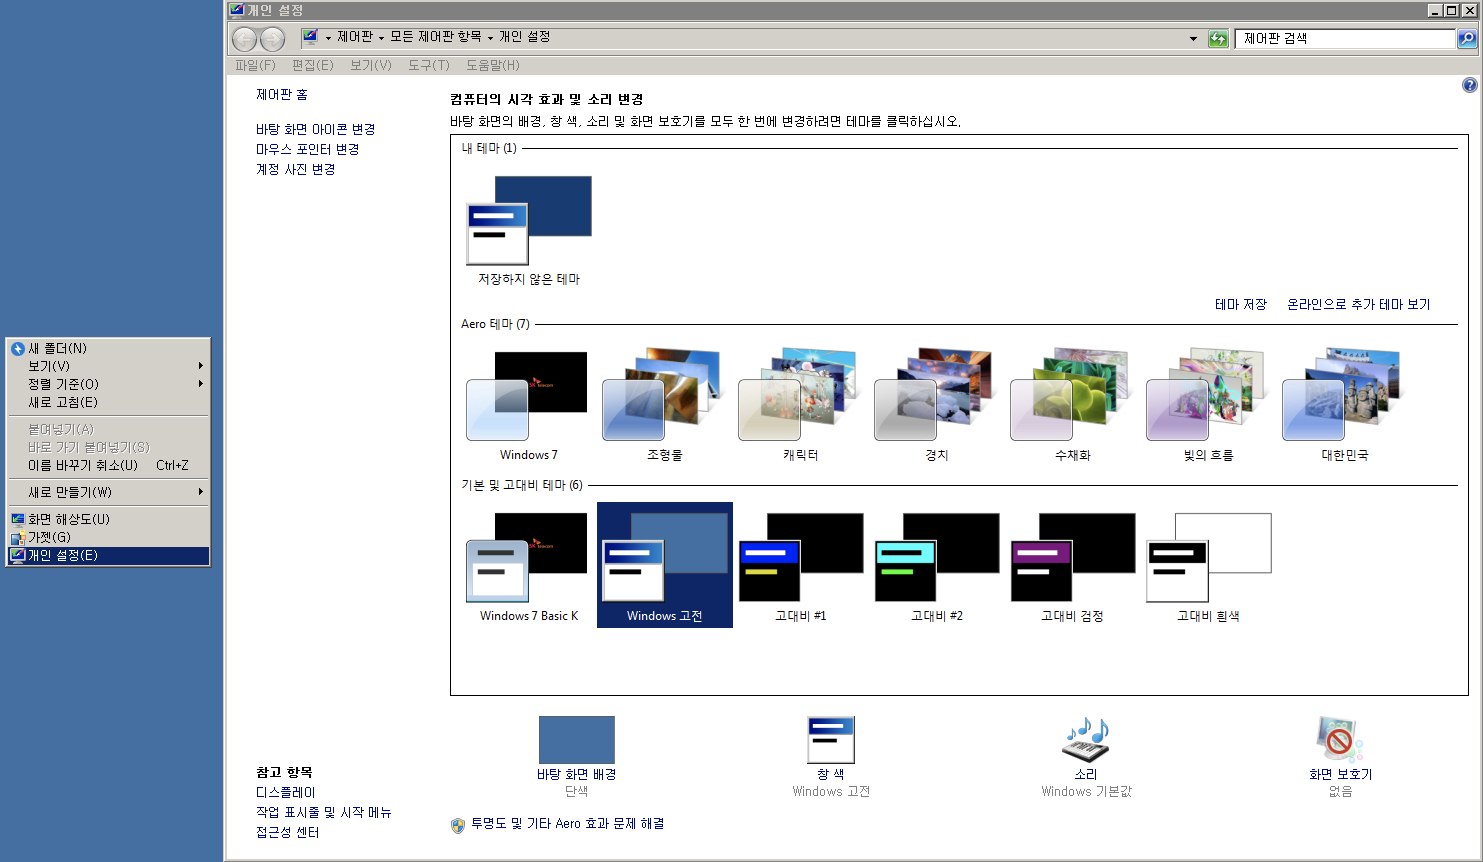 개인 설정
제어판 모든 제어판 항목 개인 설정
제어판 검색
파일(F) 편집(E) 보기(V) 도구(T) 도움말(H)
제어판 홈
바탕 화면 아이콘 변경
마우스 포인터 변경
계정 사진 변경
컴퓨터의 시각 효과 및 소리 변경
바탕 화면의 배경, 창 색, 소리 및 화면 보호기를 모두 한 번에 변경하려면 테마를 클릭하십시오.
내 테마 (1)
저장하지 않은 테마
테마 저장 온라인으로 추가 테마 보기
Aero 테마 (7)
Windows 7 조형물 캐릭터 경치 수채화 빛의 흐름 대한민국
기본 및 고대비 테마 (6)
Windows 7 Basic K Windows 고전 고대비 #1 고대비 #2 고대비 검정 고대비 흰색
바탕 화면 배경
단색
창 색
Windows 고전
소리
Windows 기본값
화면 보호기
없음
투명도 및 기타 Aero 효과 문제 해결
참고 항목
디스플레이
작업 표시줄 및 시작 메뉴
접근성 센터
새 폴더(N)
보기(V)
정렬 기준(O)
새로 고침(E)
붙여넣기(A)
바로 가기 붙여넣기(S)
이름 바꾸기 취소(U) Ctrl+Z
새로 만들기(W)
화면 해상도(U)
가젯(G)
개인 설정(E)